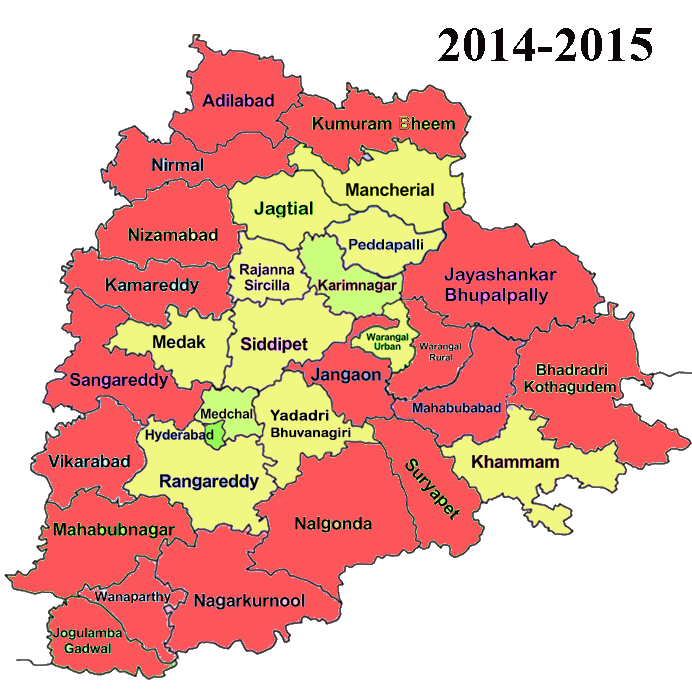 2014-2015
Adilabad
Kumuram Bheem
Nirmal
Mancherial
Jagtial
Nizamabad
Peddapalli
Rajanna
Sircilla
Karimnagar
Jayashankar
Bhupalpally
Kamareddy
Medak
Siddipet
Warangal
Urban
Warangal
Rural
Sangareddy
Jangaon
Bhadradri
Kothagudem
Mahabubabad
Medchal
Yadadri
Bhuvanagiri
Hyderabad
Vikarabad
Rangareddy
Khammam
Suryapet
Mahabubnagar
Nalgonda
Wanaparthy
Nagarkurnool
Jogulamba
Gadwal